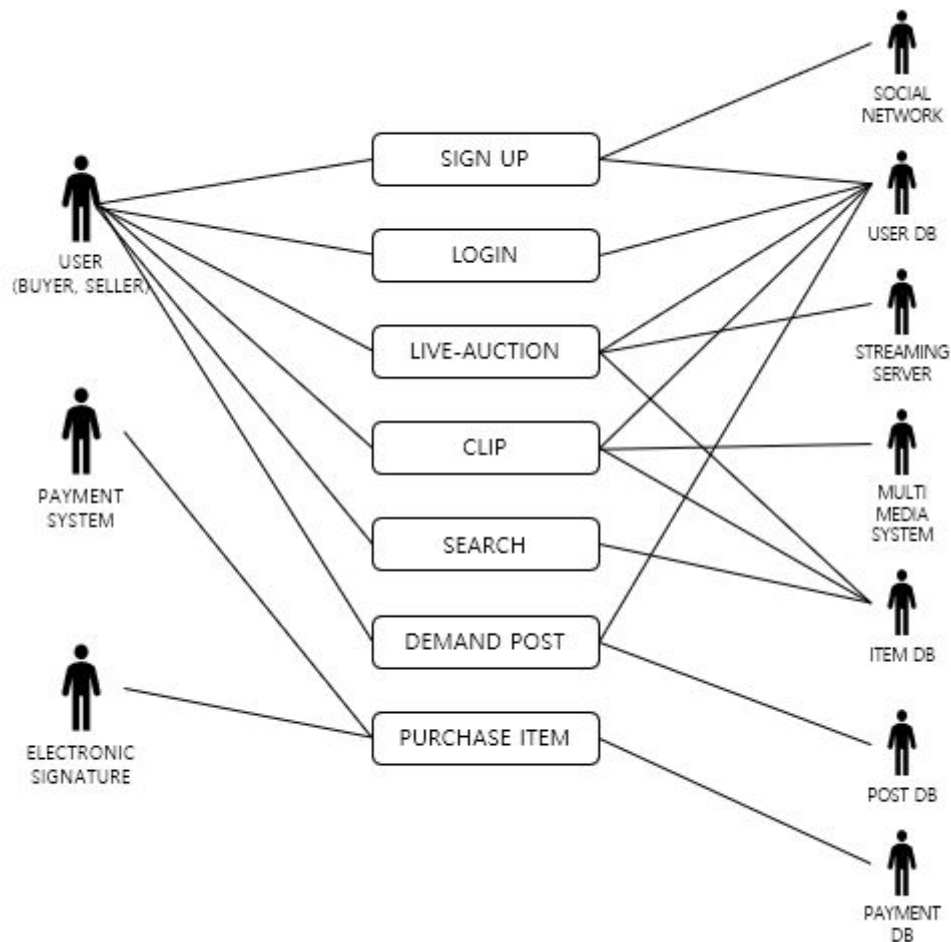 SOCIAL
NETWORK
SIGN UP
USER DB
LOGIN
USER
(BUYER, SELLER)
LIVE-AUCTION
STREAMING
SERVER
CLIP
PAYMENT
SYSTEM
MULTI
MEDIA
SYSTEM
SEARCH
DEMAND POST
ITEM DB
PURCHASE ITEM
ELECTRONIC
SIGNATURE
POST DB
PAYMENT
DB